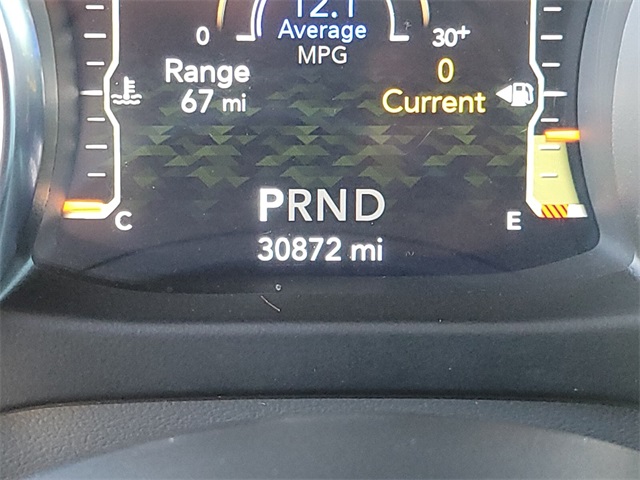 12.1
0 Average 30+
MPG
Range 0
67 mi Current
PRND
C E
30872 mi